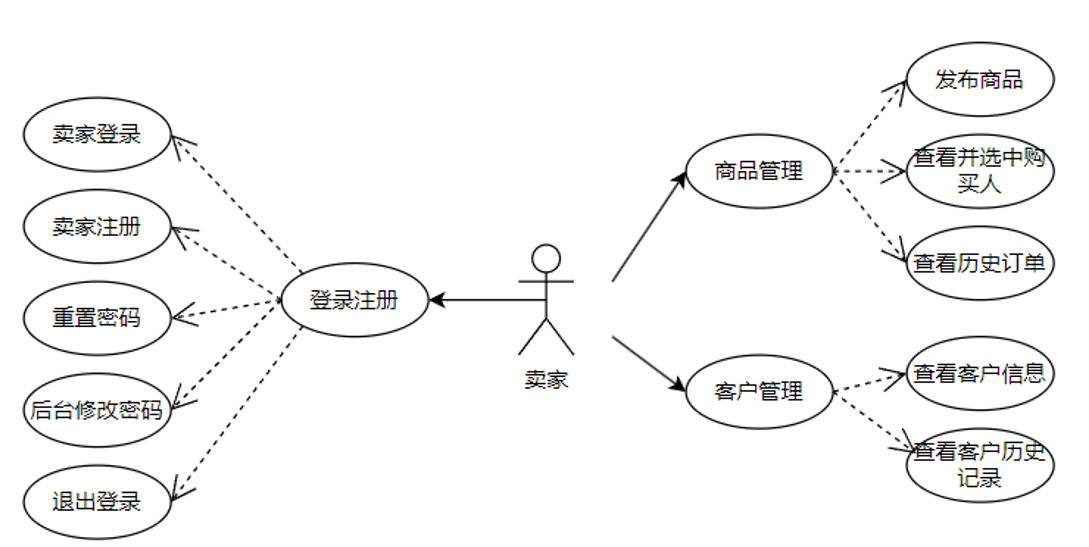 卖家登录
卖家注册
重置密码
后台修改密码
退出登录
登录注册
卖家
商品管理
客户管理
发布商品
查看并选中购
买人
查看历史订单
查看客户信息
查看客户历史
记录